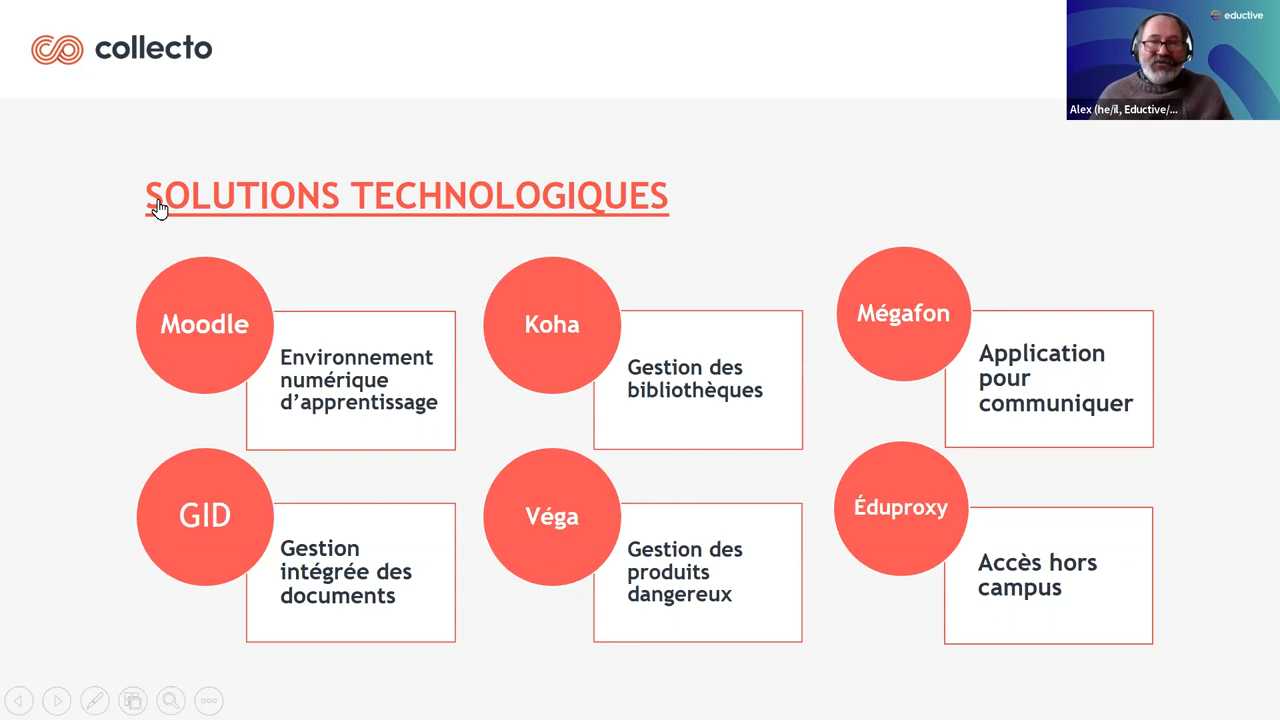 collecto
eductive
Alex (he/il, Eductive/...
SOLUTIONS TECHNOLOGIQUES
Moodle
Environnement
numérique
d'apprentissage
Koha
Gestion des
bibliothèques
Mégafon
Application
pour
communiquer
GID
Gestion
intégrée des
documents
Véga
Gestion des
produits
dangereux
Éduproxy
Accès hors
campus